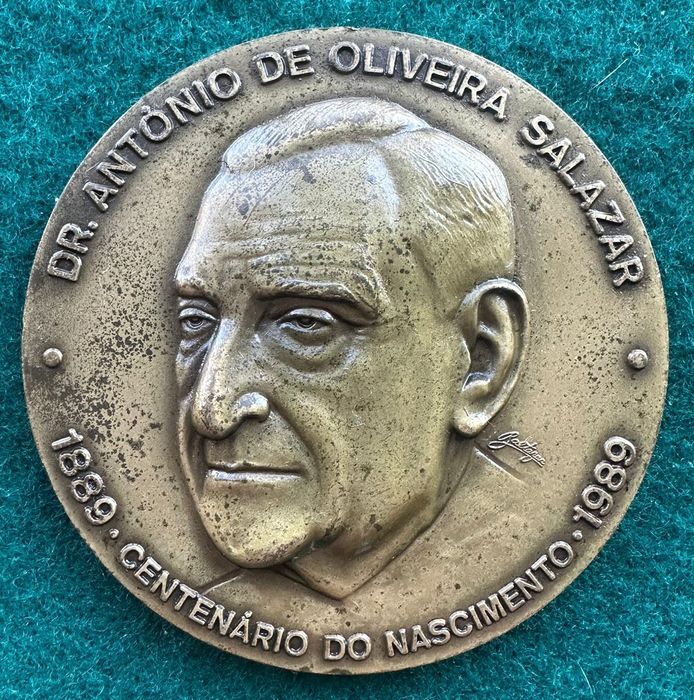 DR. ANTÓNIO DE OLIVEIRA SALAZAR
1889 · CENTENÁRIO DO NASCIMENTO · 1989